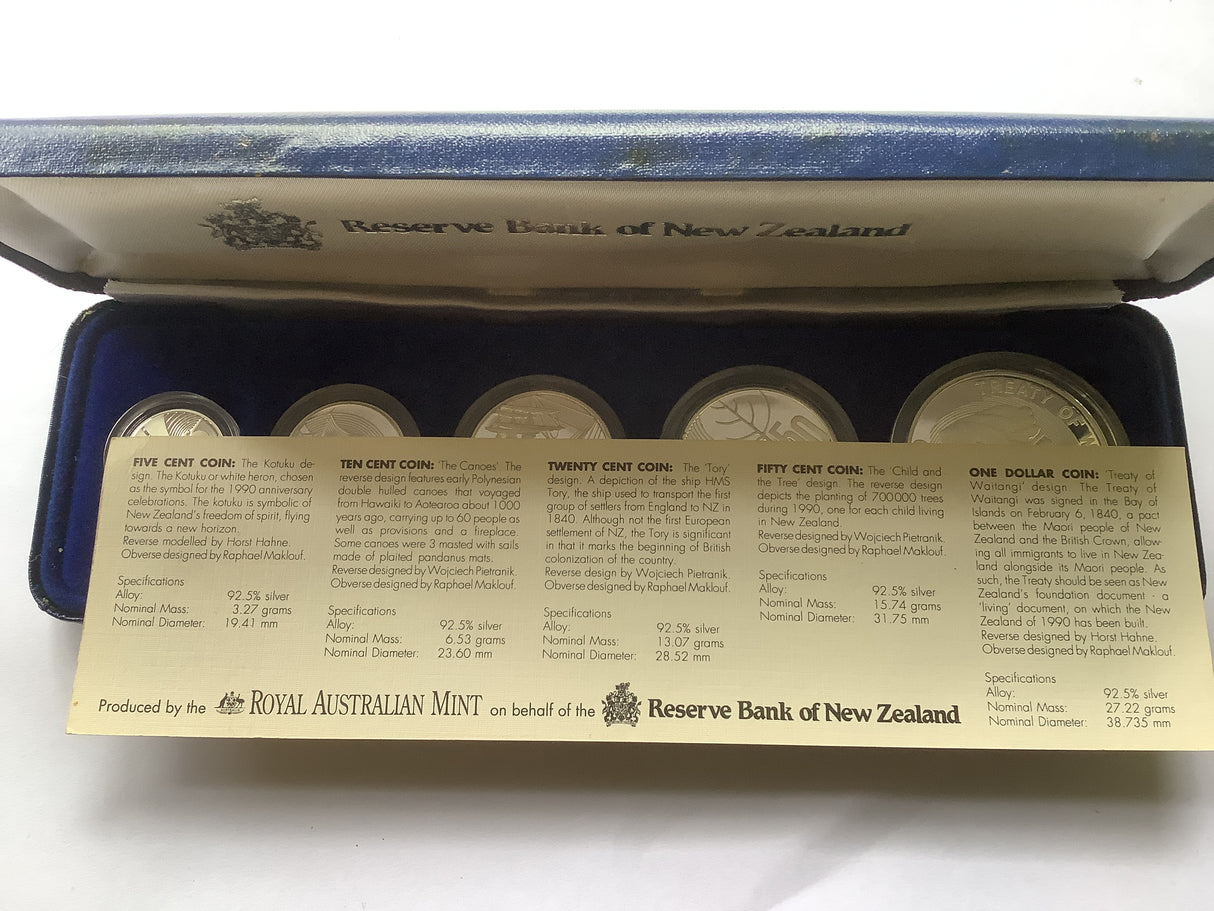 Reserve Bank of New Zealand
TREATY OF W
50
FIVE CENT COIN: The Kotuku de-
sign. The Kotuku or white heron, chosen
as the symbol for the 1990 anniversary
celebrations. The kotuku is symbolic of
New Zealand's freedom of spirit, flying
towards a new horizon.
Reverse modelled by Horst Hahne.
Obverse designed by Raphael Maklouf.
Specifications
Alloy: 92.5% silver
Nominal Mass: 3.27 grams
Nominal Diameter: 19.41 mm
TEN CENT COIN: 'The Canoes'. The
reverse design features early Polynesian
double hulled canoes that voyaged
from Hawaiki to Aotearoa about 1000
years ago, carrying up to 60 people as
well as provisions and a fireplace.
Some canoes were 3 masted with sails
made of plaited pandanus mats.
Reverse designed by Wojciech Pietranik.
Obverse designed by Raphael Maklouf.
Specifications
Alloy: 92.5% silver
Nominal Mass: 6.53 grams
Nominal Diameter: 23.60 mm
TWENTY CENT COIN: The 'Tory'
design. A depiction of the ship HMS
Tory, the ship used to transport the first
group of settlers from England to NZ in
1840. Although not the first European
settlement of NZ, the Tory is significant
in that it marks the beginning of British
colonization of the country.
Reverse design by Wojciech Pietranik.
Obverse designed by Raphael Maklouf.
Specifications
Alloy: 92.5% silver
Nominal Mass: 13.07 grams
Nominal Diameter: 28.52 mm
FIFTY CENT COIN: The 'Child and
the Tree' design. The reverse design
depicts the planting of 700000 trees
during 1990, one for each child living
in New Zealand.
Reverse designed by Wojciech Pietranik.
Obverse designed by Raphael Maklouf.
Specifications
Alloy: 92.5% silver
Nominal Mass: 15.74 grams
Nominal Diameter: 31.75 mm
ONE DOLLAR COIN: 'Treaty of
Waitangi' design. The Treaty of
Waitangi was signed in the Bay of
Islands on February 6, 1840, a pact
between the Maori people of New
Zealand and the British Crown, allow-
ing all immigrants to live in New Zea-
land alongside its Maori people. As
such, the Treaty should be seen as New
Zealand's foundation document - a
'living' document, on which the New
Zealand of 1990 has been built.
Reverse designed by Horst Hahne.
Obverse designed by Raphael Maklouf.
Specifications
Alloy: 92.5% silver
Nominal Mass: 27.22 grams
Nominal Diameter: 38.735 mm
Produced by the ROYAL AUSTRALIAN MINT on behalf of the Reserve Bank of New Zealand